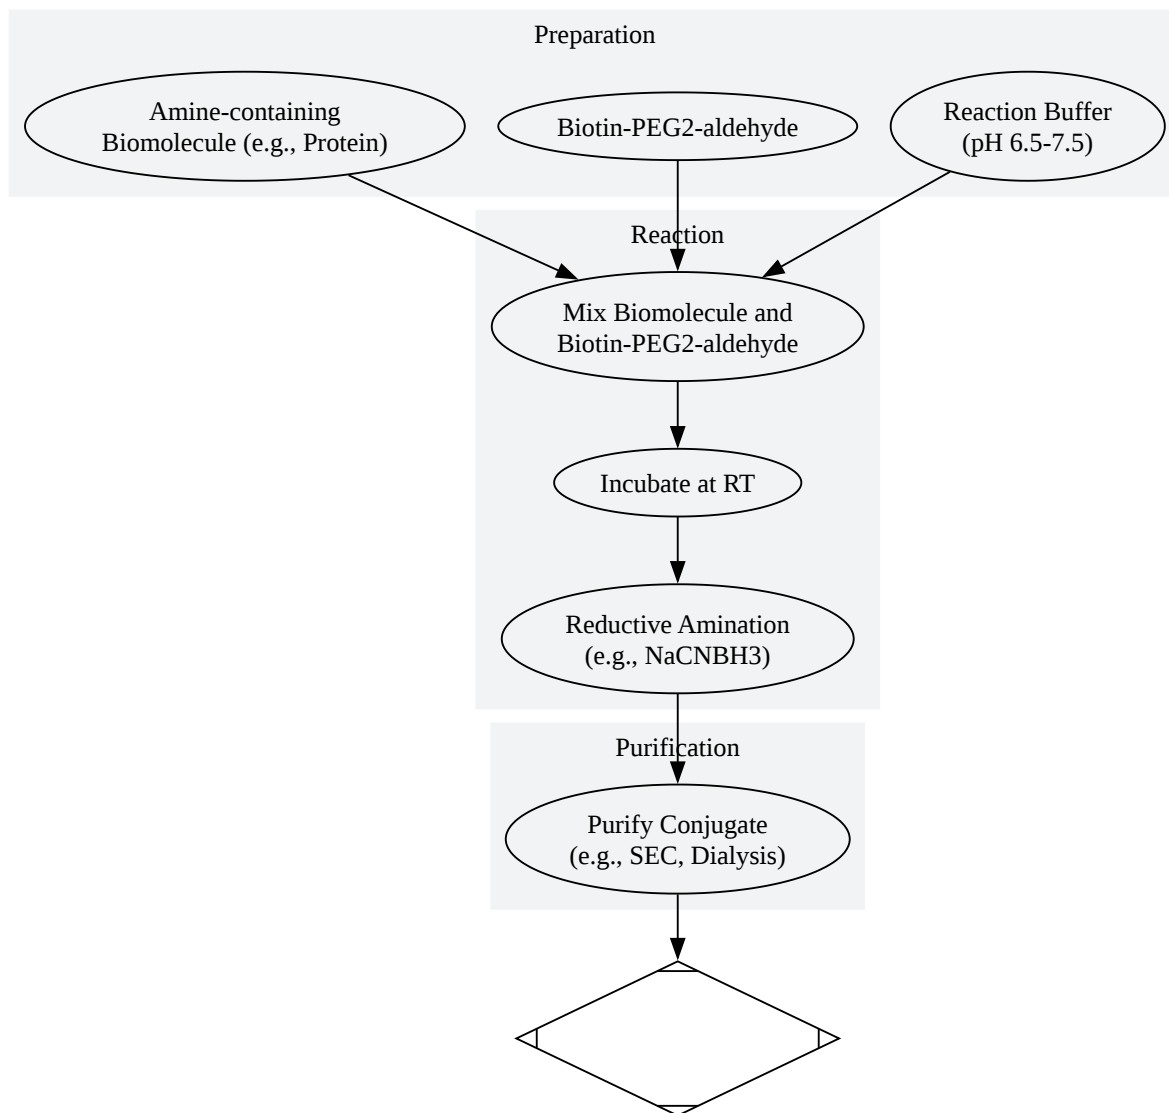 Preparation
Amine-containing
Biomolecule (e.g., Protein)
Biotin-PEG2-aldehyde
Reaction Buffer
(pH 6.5-7.5)
Reaction
Mix Biomolecule and
Biotin-PEG2-aldehyde
Incubate at RT
Reductive Amination
(e.g., NaCNBH3)
Purification
Purify Conjugate
(e.g., SEC, Dialysis)